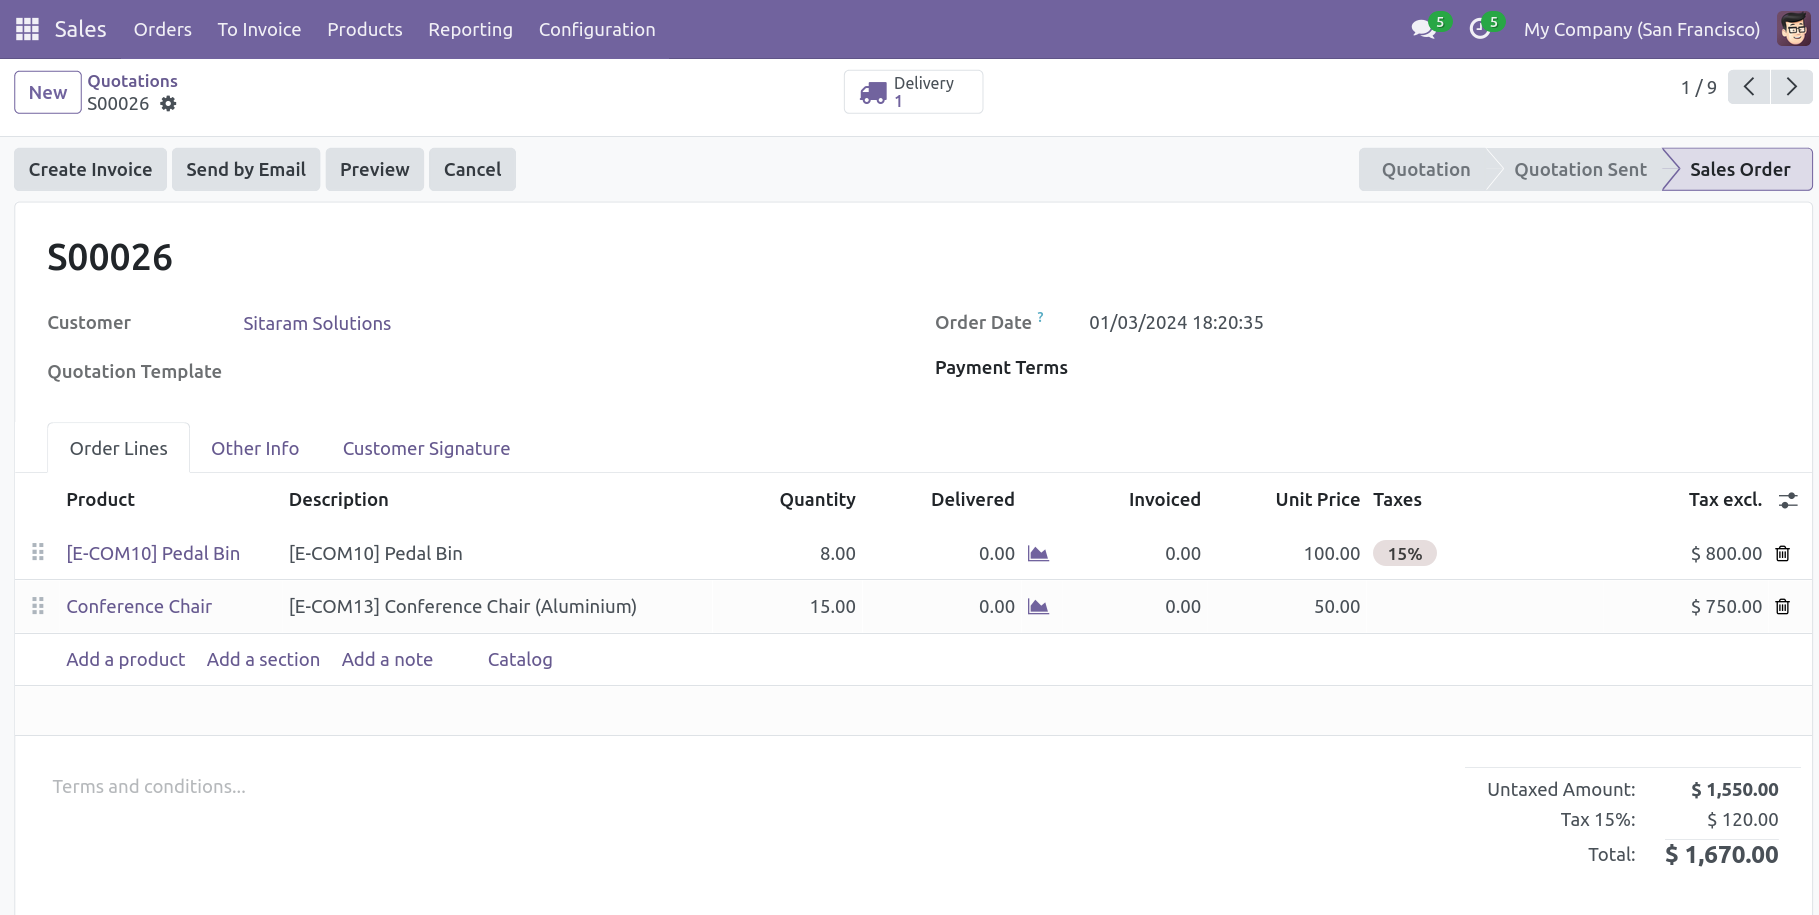 Sales Orders To Invoice Products Reporting Configuration 5 5 My Company (San Francisco)
New Quotations Delivery 1 / 9
S00026 1
Create Invoice Send by Email Preview Cancel Quotation Quotation Sent Sales Order
S00026
Customer Sitaram Solutions Order Date ? 01/03/2024 18:20:35
Quotation Template Payment Terms
Order Lines Other Info Customer Signature
Product Description Quantity Delivered Invoiced Unit Price Taxes Tax excl.
[E-COM10] Pedal Bin [E-COM10] Pedal Bin 8.00 0.00 0.00 100.00 15% $ 800.00
Conference Chair [E-COM13] Conference Chair (Aluminium) 15.00 0.00 0.00 50.00 $ 750.00
Add a product Add a section Add a note Catalog
Terms and conditions...
Untaxed Amount: $ 1,550.00
Tax 15%: $ 120.00
Total: $ 1,670.00